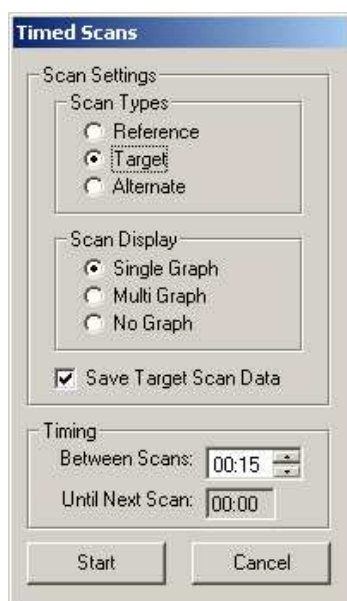 Timed Scans
Scan Settings
Scan Types
Reference
Target
Alternate
Scan Display
Single Graph
Multi Graph
No Graph
Save Target Scan Data
Timing
Between Scans: 00:15
Until Next Scan: 00:00
Start Cancel